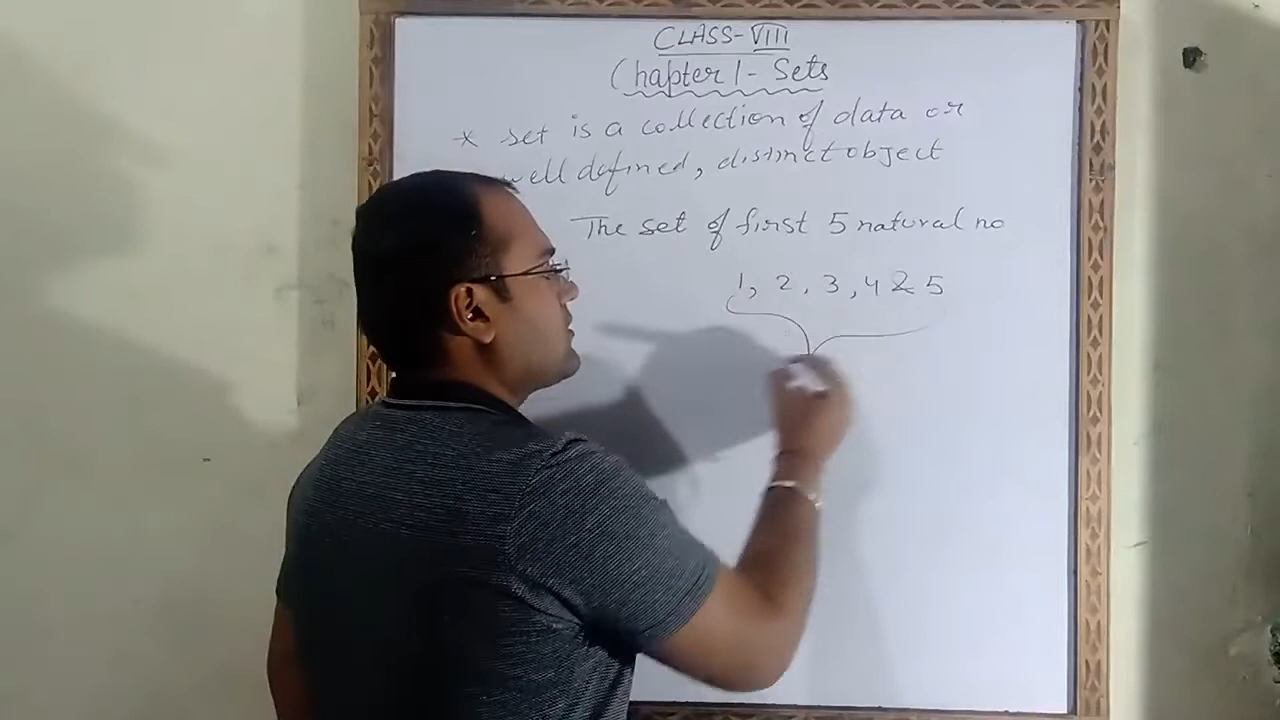 CLASS-VIII
Chapter 1- Sets
* Set is a collection of data or
well defined, distinct object
The set of first 5 natural no
1, 2, 3, 4 & 5